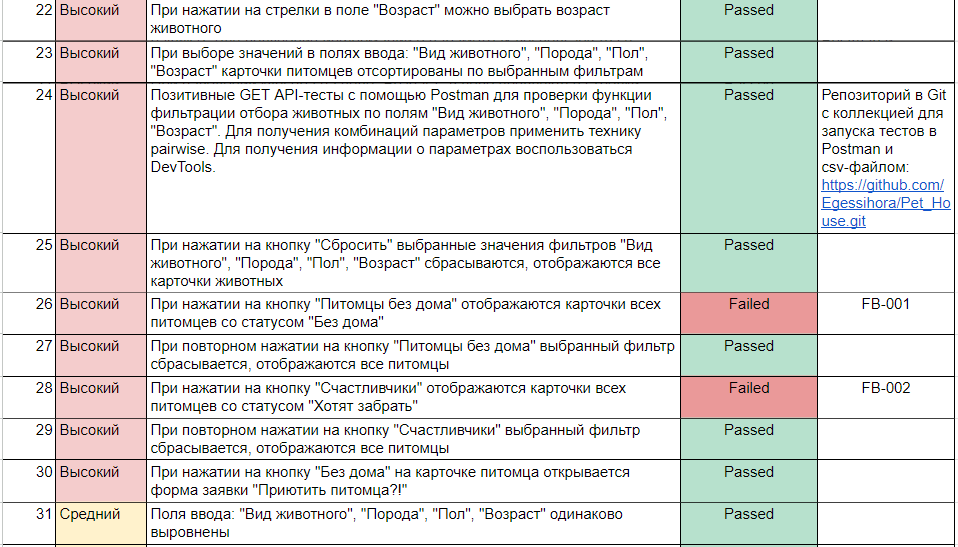 22 Высокий При нажатии на стрелки в поле "Возраст" можно выбрать возраст Passed
животного
23 Высокий При выборе значений в полях ввода: "Вид животного", "Порода", "Пол", Passed
"Возраст" карточки питомцев отсортированы по выбранным фильтрам
24 Высокий Позитивные GET API-тесты с помощью Postman для проверки функции Passed Репозиторий в Git
фильтрации отбора животных по полям "Вид животного", "Порода", "Пол", с коллекцией для
"Возраст". Для получения комбинаций параметров применить технику запуска тестов в
pairwise. Для получения информации о параметрах воспользоваться Postman и
DevTools. csv-файлом:
https://github.com/
Egessihora/Pet_Ho
use.git
25 Высокий При нажатии на кнопку "Сбросить" выбранные значения фильтров "Вид Passed
животного", "Порода", "Пол", "Возраст" сбрасываются, отображаются все
карточки животных
26 Высокий При нажатии на кнопку "Питомцы без дома" отображаются карточки всех Failed FB-001
питомцев со статусом "Без дома"
27 Высокий При повторном нажатии на кнопку "Питомцы без дома" выбранный фильтр Passed
сбрасывается, отображаются все питомцы
28 Высокий При нажатии на кнопку "Счастливчики" отображаются карточки всех Failed FB-002
питомцев со статусом "Хотят забрать"
29 Высокий При повторном нажатии на кнопку "Счастливчики" выбранный фильтр Passed
сбрасывается, отображаются все питомцы
30 Высокий При нажатии на кнопку "Без дома" на карточке питомца открывается Passed
форма заявки "Приютить питомца?!"
31 Средний Поля ввода: "Вид животного", "Порода", "Пол", "Возраст" одинаково Passed
выровнены